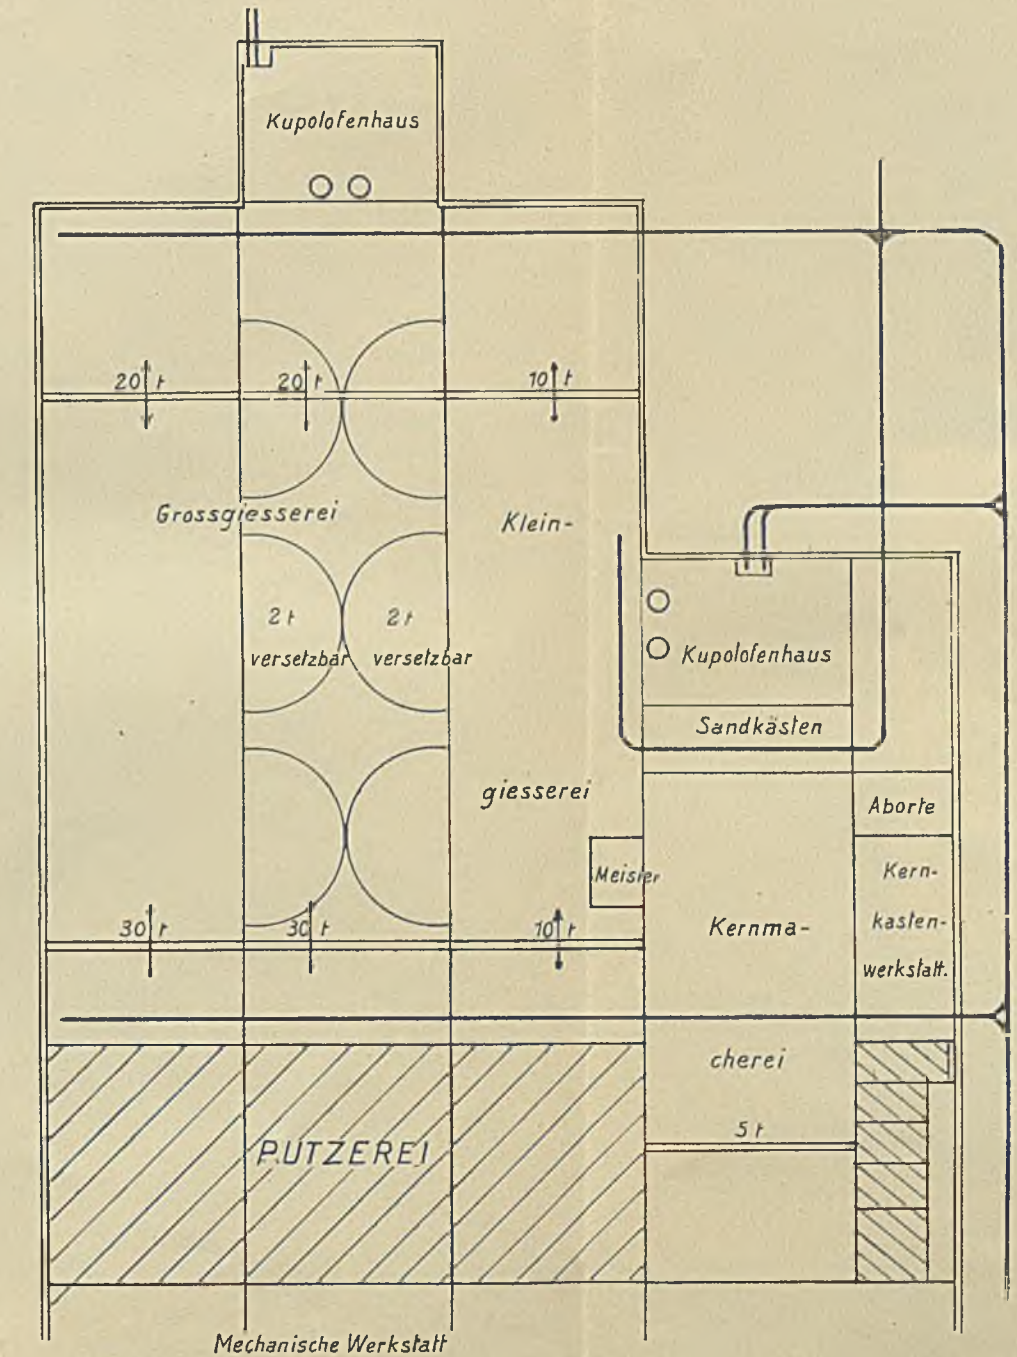 Kupolofenhaus
20 t
20 t
10 t
Grossgiesserei
Klein-
2 t
2 t
versetzbar
versetzbar
Kupolofenhaus
Sandkästen
giesserei
Aborte
Meister
Kern-
kasten-
werkstatt.
Kernma-
30 t
30 t
10 t
cherei
5 t
PUTZEREI
Mechanische Werkstatt